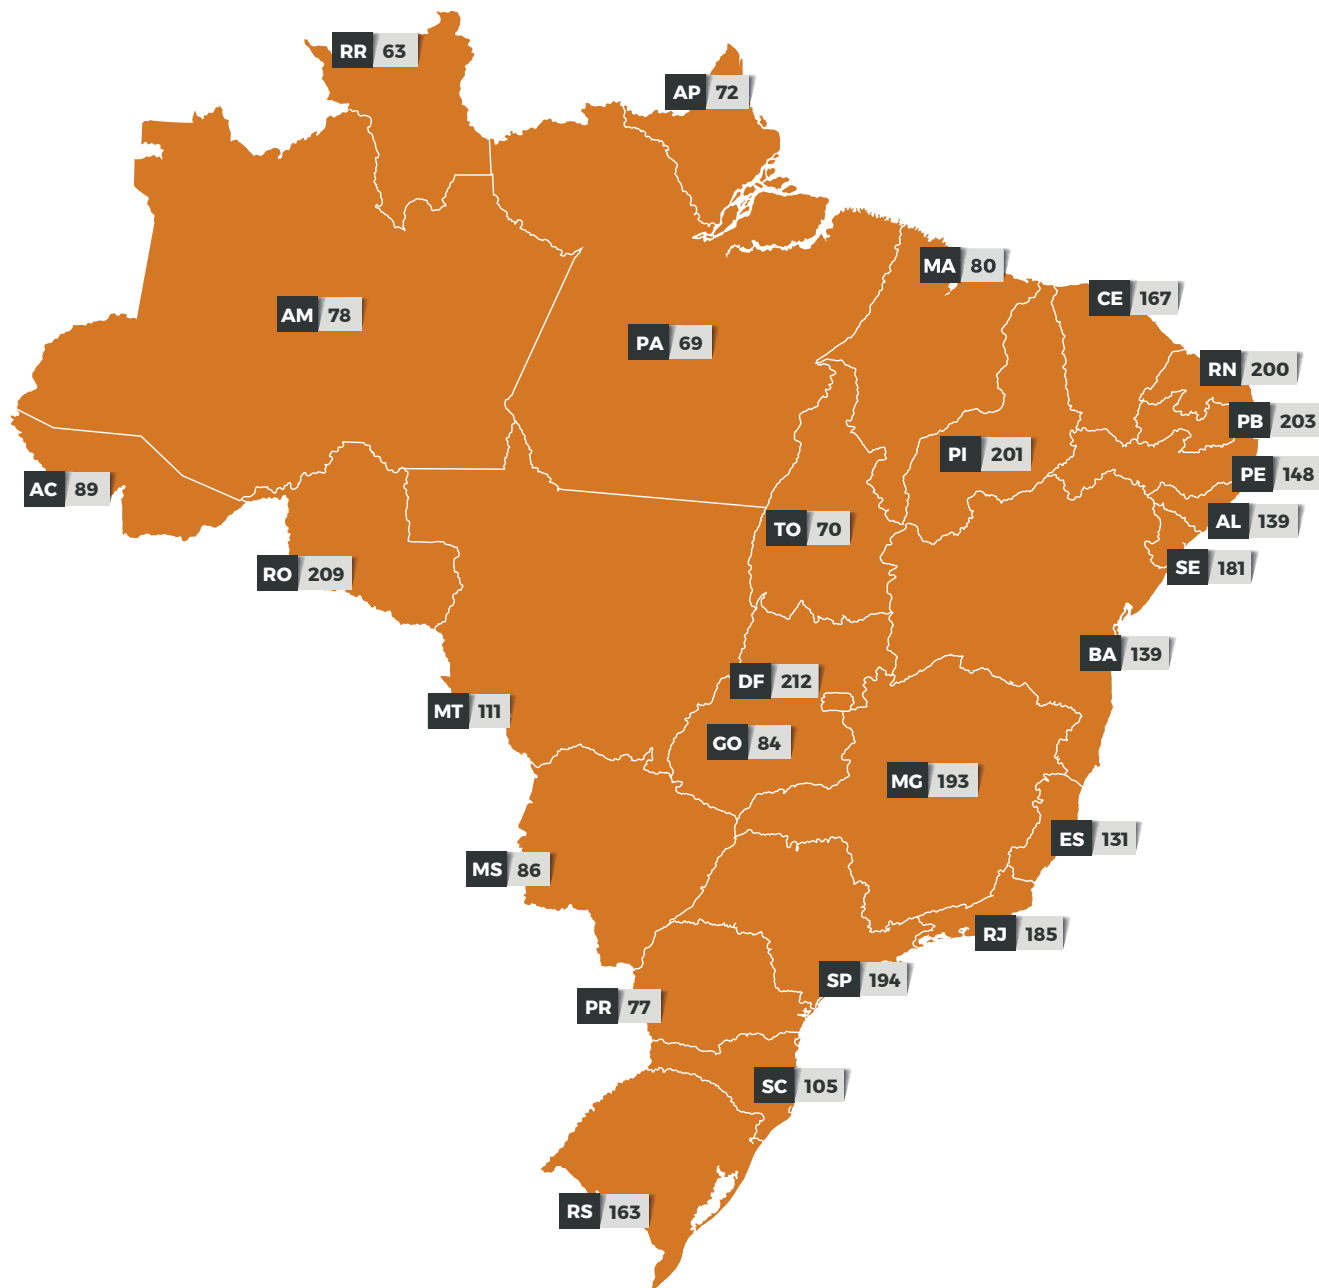 RR 63
AP 72
MA 80
CE 167
AM 78
PA 69
RN 200
PB 203
PI 201
PE 148
AC 89
AL 139
TO 70
SE 181
RO 209
BA 139
DF 212
MT 111
GO 84
MG 193
ES 131
MS 86
RJ 185
SP 194
PR 77
SC 105
RS 163